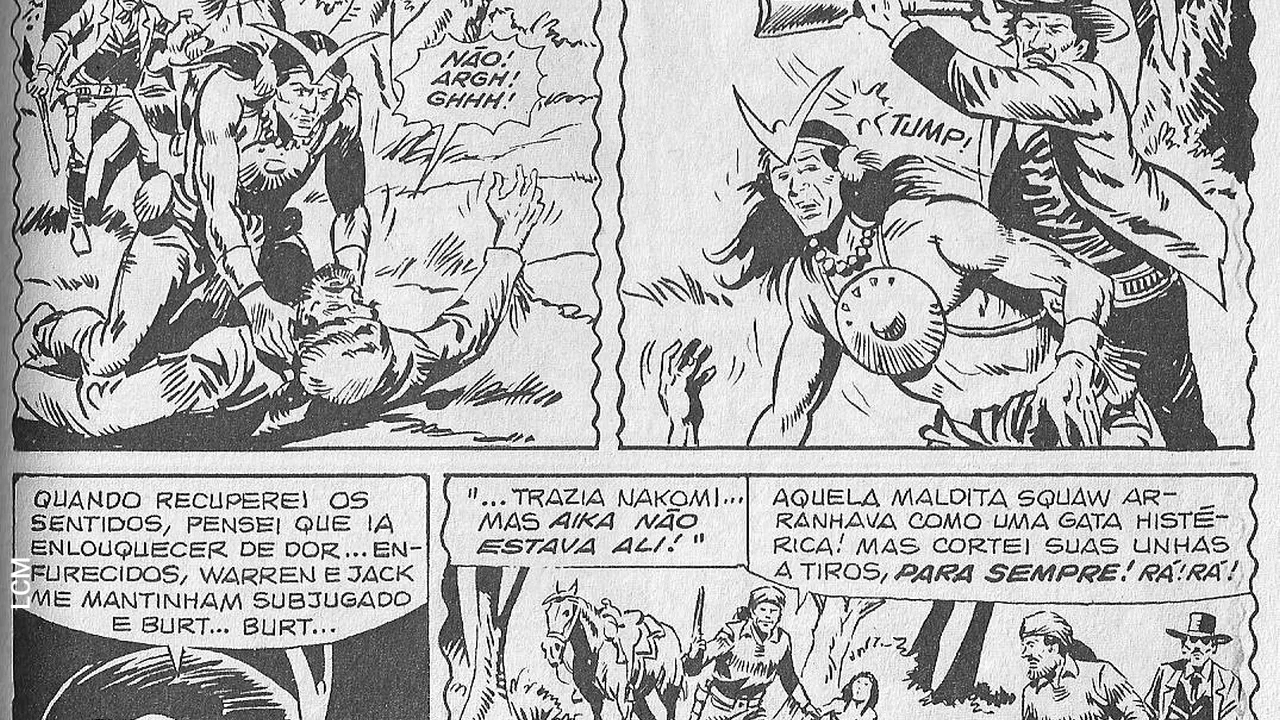 NÃO!
ARGH!
GHHH!
TUMP!
QUANDO RECUPEREI OS
SENTIDOS, PENSEI QUE IA
ENLOUQUECER DE DOR... EN-
FURECIDOS, WARREN E JACK
ME MANTINHAM SUBJUGADO
E BURT... BURT...
"... TRAZIA NAKOMI...
MAS AIKA NÃO
ESTAVA ALI!"
AQUELA MALDITA SQUAW AR-
RANHAVA COMO UMA GATA HISTÉ-
RICA! MAS CORTEI SUAS UNHAS
A TIROS, PARA SEMPRE! RÁ! RÁ!
LCM